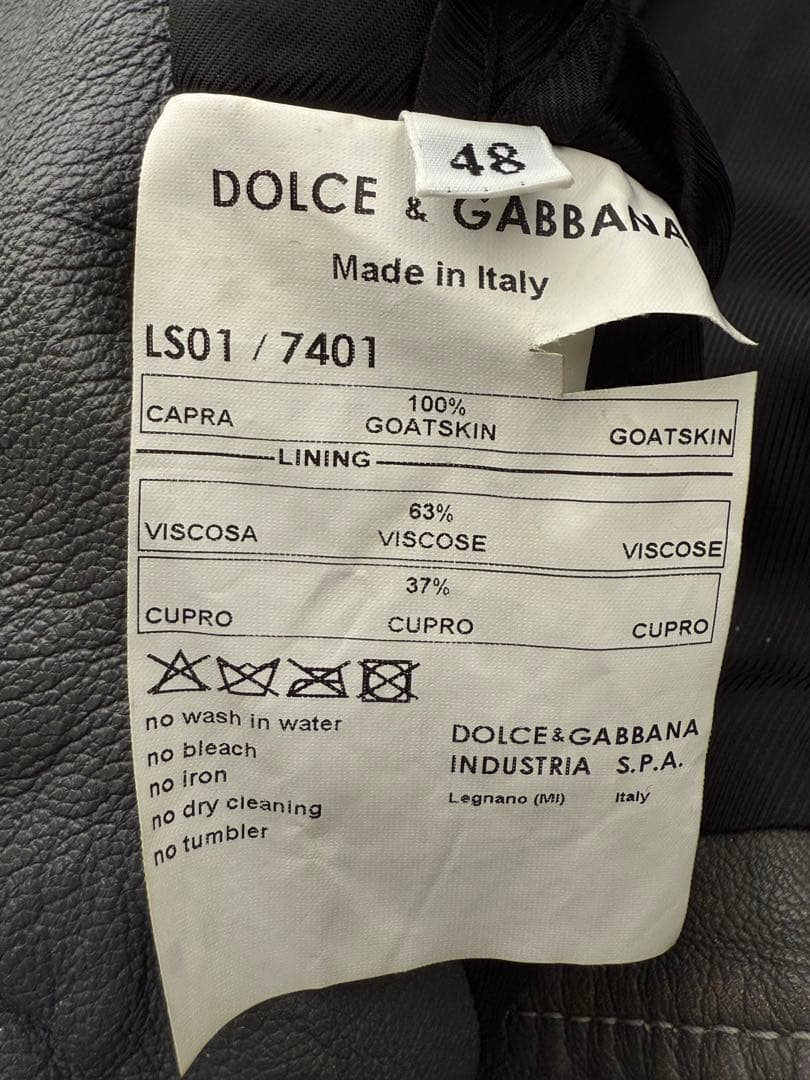 48
DOLCE & GABBANA
Made in Italy
LS01 / 7401
100%
CAPRA GOATSKIN GOATSKIN
LINING
63%
VISCOSA VISCOSE VISCOSE
37%
CUPRO CUPRO CUPRO
no wash in water
no bleach
no iron
no dry cleaning
no tumbler
DOLCE&GABBANA
INDUSTRIA S.P.A.
Legnano (MI) Italy